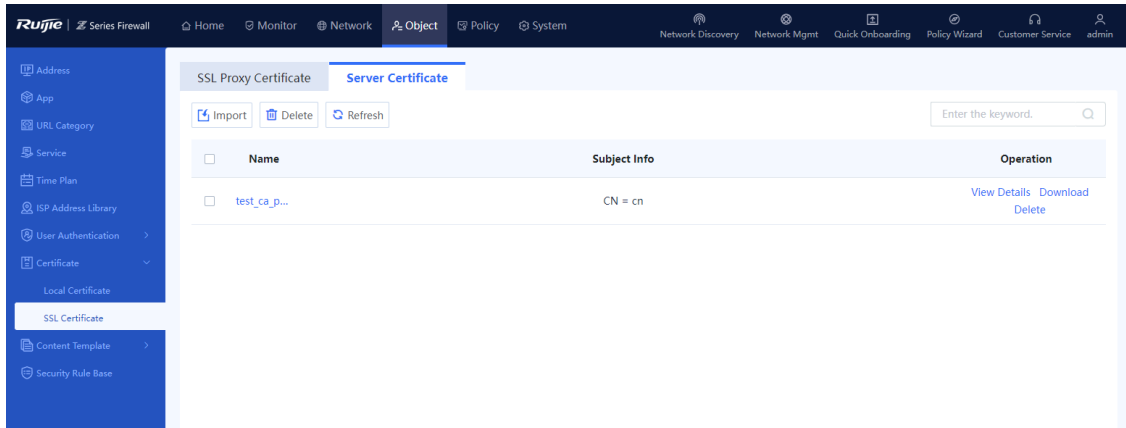 Ruijie | Z Series Firewall
Home Monitor Network Object Policy System
Network Discovery Network Mgmt Quick Onboarding Policy Wizard Customer Service admin
Address
App
URL Category
Service
Time Plan
ISP Address Library
User Authentication
Certificate
Local Certificate
SSL Certificate
Content Template
Security Rule Base
SSL Proxy Certificate Server Certificate
Import Delete Refresh Enter the keyword.
Name Subject Info Operation
test_ca_p... CN = cn View Details Download
Delete